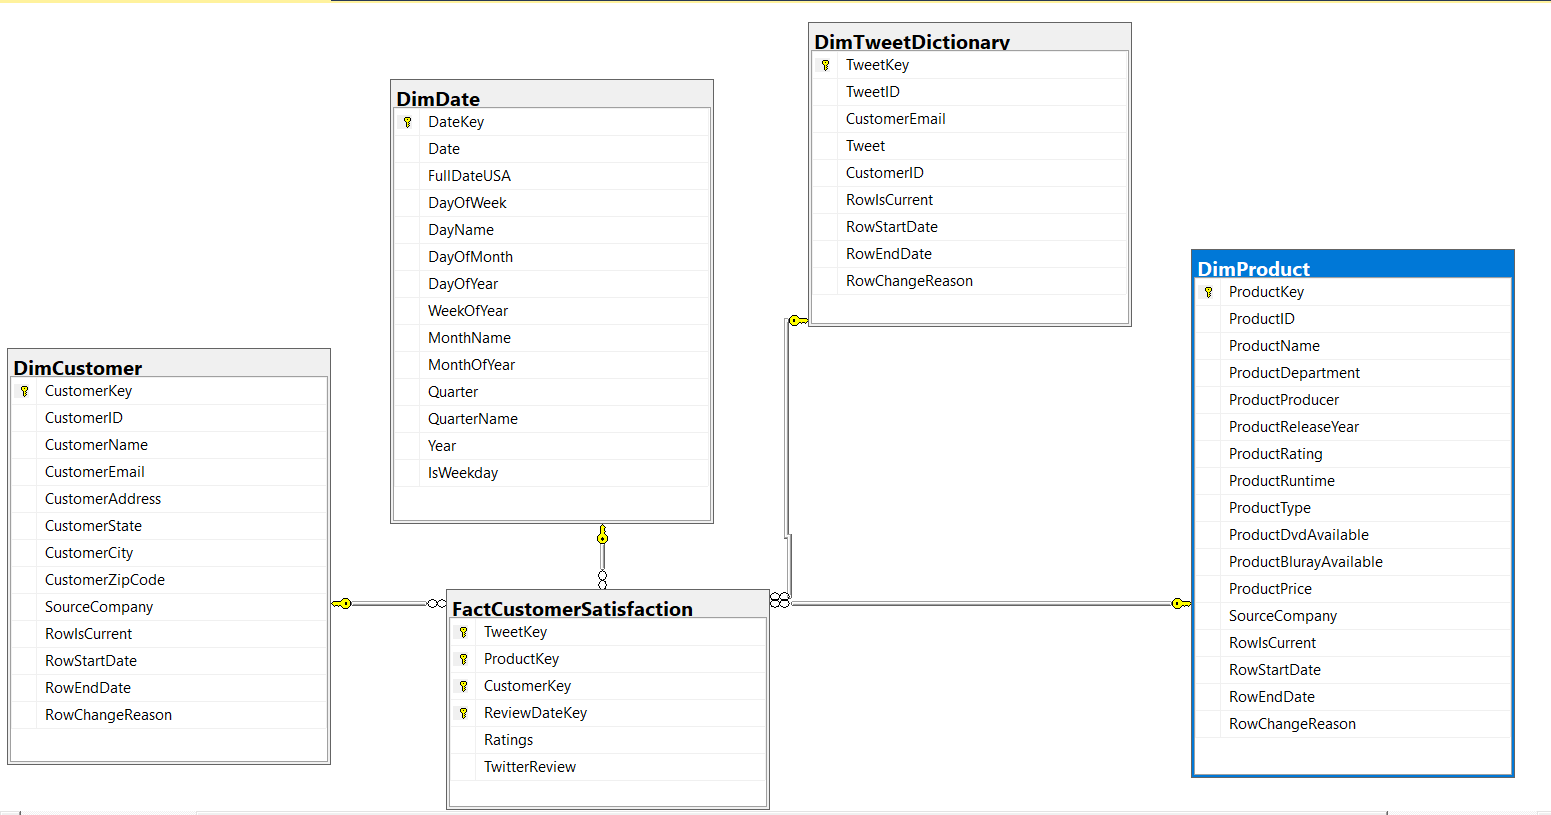 DimTweetDictionary
TweetKey
TweetID
CustomerEmail
Tweet
CustomerID
RowIsCurrent
RowStartDate
RowEndDate
RowChangeReason
DimDate
DateKey
Date
FullDateUSA
DayOfWeek
DayName
DayOfMonth
DayOfYear
WeekOfYear
MonthName
MonthOfYear
Quarter
QuarterName
Year
IsWeekday
DimProduct
ProductKey
ProductID
ProductName
ProductDepartment
ProductProducer
ProductReleaseYear
ProductRating
ProductRuntime
ProductType
ProductDvdAvailable
ProductBlurayAvailable
ProductPrice
SourceCompany
RowIsCurrent
RowStartDate
RowEndDate
RowChangeReason
DimCustomer
CustomerKey
CustomerID
CustomerName
CustomerEmail
CustomerAddress
CustomerState
CustomerCity
CustomerZipCode
SourceCompany
RowIsCurrent
RowStartDate
RowEndDate
RowChangeReason
FactCustomerSatisfaction
TweetKey
ProductKey
CustomerKey
ReviewDateKey
Ratings
TwitterReview